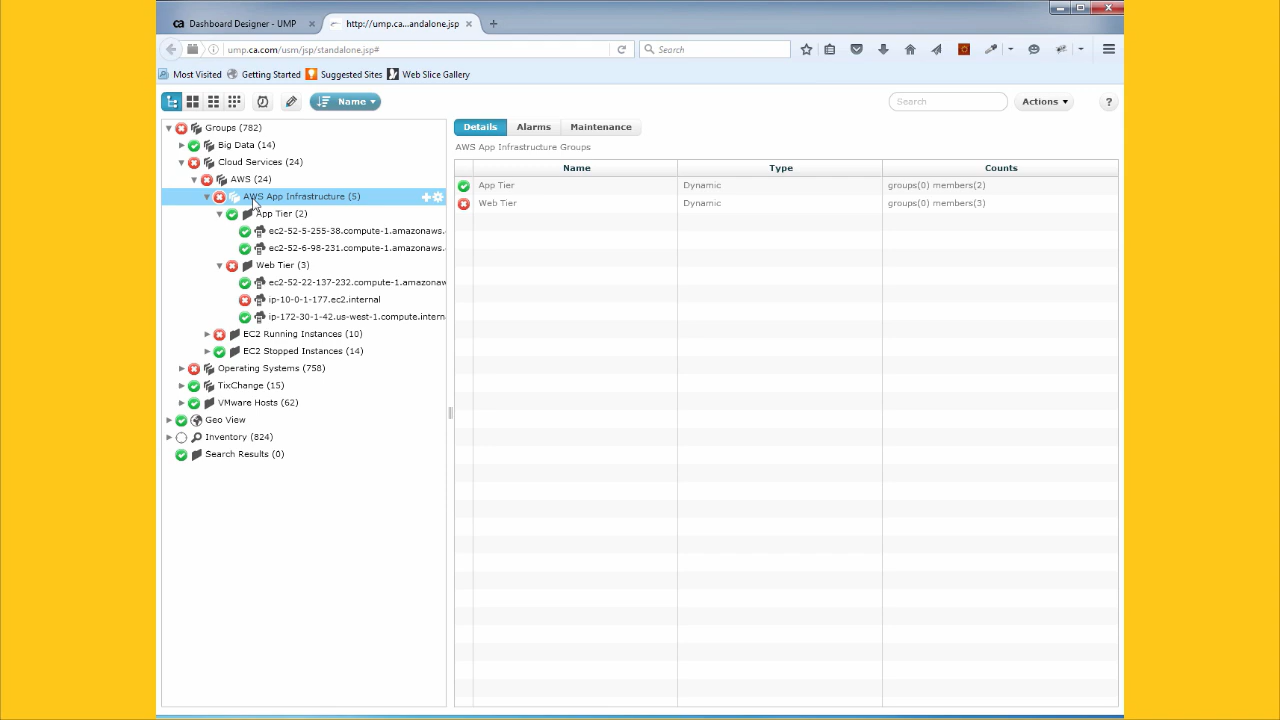 ca Dashboard Designer - UMP × http://ump.ca...andalone.jsp × +
ump.ca.com/usm/jsp/standalone.jsp# Search
Most Visited Getting Started Suggested Sites Web Slice Gallery
Name Search Actions ?
Groups (782)
Big Data (14)
Cloud Services (24)
AWS (24)
AWS App Infrastructure (5)
App Tier (2)
ec2-52-5-255-38.compute-1.amazonaws.
ec2-52-6-98-231.compute-1.amazonaws.
Web Tier (3)
ec2-52-22-137-232.compute-1.amazonaw
ip-10-0-1-177.ec2.internal
ip-172-30-1-42.us-west-1.compute.intern
EC2 Running Instances (10)
EC2 Stopped Instances (14)
Operating Systems (758)
TixChange (15)
VMware Hosts (62)
Geo View
Inventory (824)
Search Results (0)
Details Alarms Maintenance
AWS App Infrastructure Groups
Name Type Counts
App Tier Dynamic groups(0) members(2)
Web Tier Dynamic groups(0) members(3)